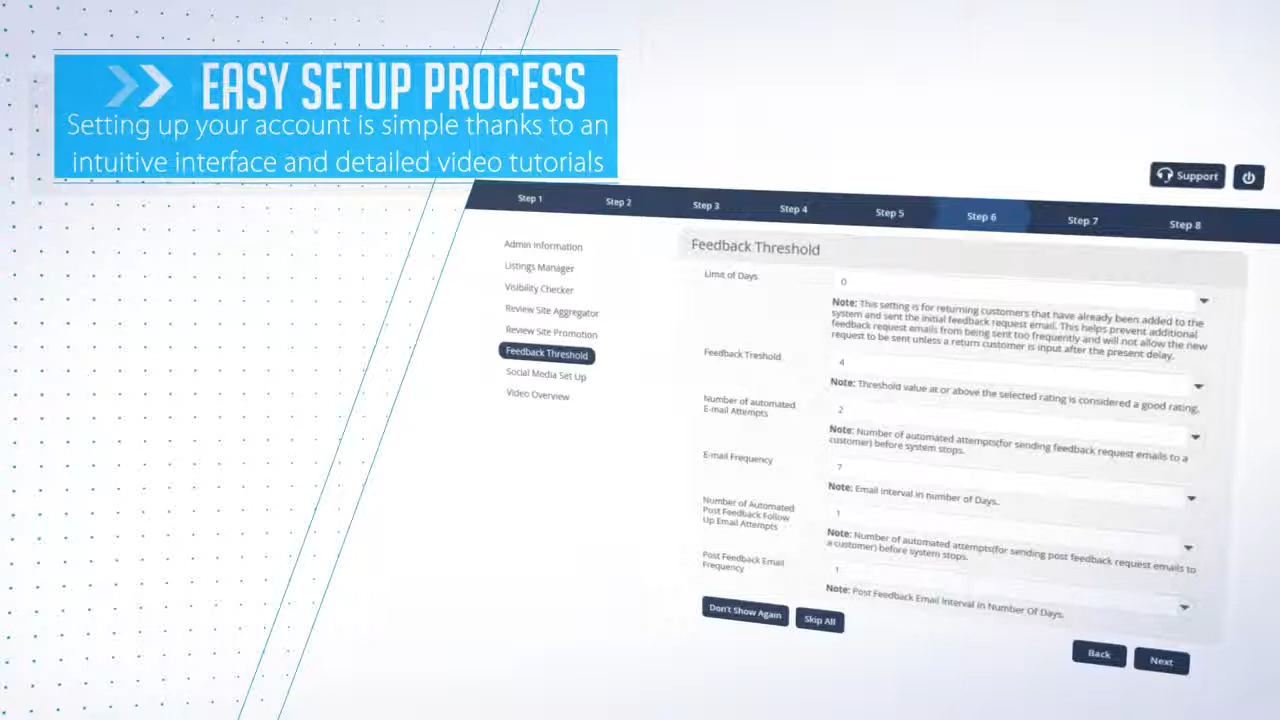 EASY SETUP PROCESS
Setting up your account is simple thanks to an
intuitive interface and detailed video tutorials
Support
Step 1 Step 2 Step 3 Step 4 Step 5 Step 6 Step 7 Step 8
Admin Information
Listings Manager
Visibility Checker
Review Site Aggregator
Review Site Promotion
Feedback Threshold
Social Media Set Up
Video Overview
Feedback Threshold
Limit of Days
0
Note: This setting is for returning customers that have already been added to the
system and sent the initial feedback request email. This helps prevent additional
feedback request emails from being sent too frequently and will not allow the new
request to be sent unless a return customer is input after the present delay.
Feedback Treshold
4
Note: Threshold value at or above the selected rating is considered a good rating.
Number of automated
E-mail Attempts
2
Note: Number of automated attempts(for sending feedback request emails to a
customer) before system stops.
E-mail Frequency
7
Note: Email interval in number of Days.
Number of Automated
Post Feedback Follow
Up Email Attempts
1
Note: Number of automated attempts(for sending post feedback request emails to
a customer) before system stops.
Post Feedback Email
Frequency
1
Note: Post Feedback Email Interval in Number Of Days.
Don't Show Again
Skip All
Back
Next